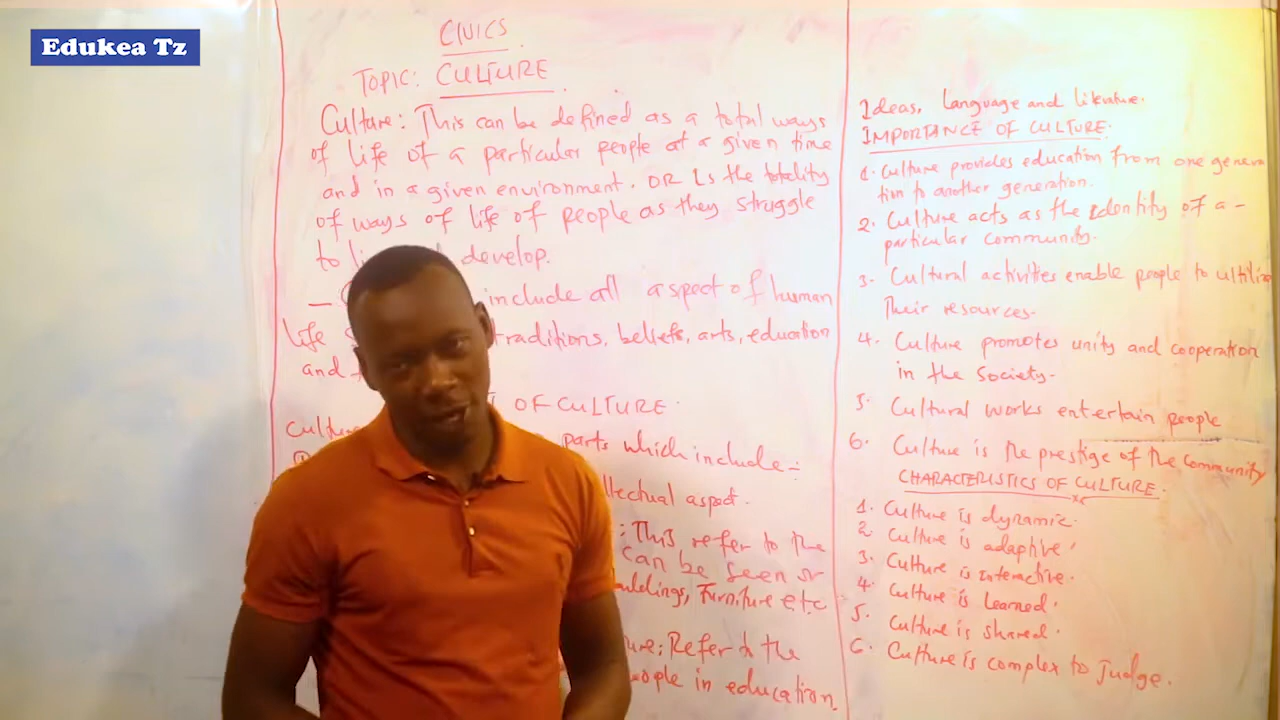 Edukea Tz
CIVICS
TOPIC: CULTURE
Culture: This can be defined as a total ways
of life of a particular people at a given time
and in a given environment. OR Is the totality
of ways of life of people as they struggle
to develop.
— include all aspect of human
life traditions, beliefs, arts, education
and
OF CULTURE.
Culture parts which include:-
aspect.
: This refer to the
can be seen or
Furniture etc
: Refer to the
in education
Ideas, Language and literature.
IMPORTANCE OF CULTURE:
1. Culture provides education from one genera
tion to another generation.
2. Culture acts as the identity of a -
particular community.
3. Cultural activities enable people to
Their resources.
4. Culture promotes unity and cooperation
in the Society-
5. Cultural works entertain people
6. Culture is the prestige of the community
CHARACTERISTICS OF CULTURE.
1. Culture is dynamic.
2. Culture is adaptive
3. Culture is interactive.
4. Culture is learned.
5. Culture is shared.
6. Culture is complex to Judge.